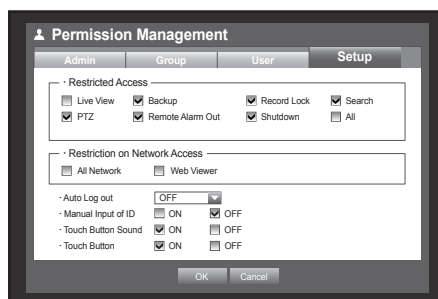 Permission Management
Admin Group User Setup
· Restricted Access
Live View Backup Record Lock Search
PTZ Remote Alarm Out Shutdown All
· Restriction on Network Access
All Network Web Viewer
· Auto Log out OFF
· Manual Input of ID ON OFF
· Touch Button Sound ON OFF
· Touch Button ON OFF
OK Cancel